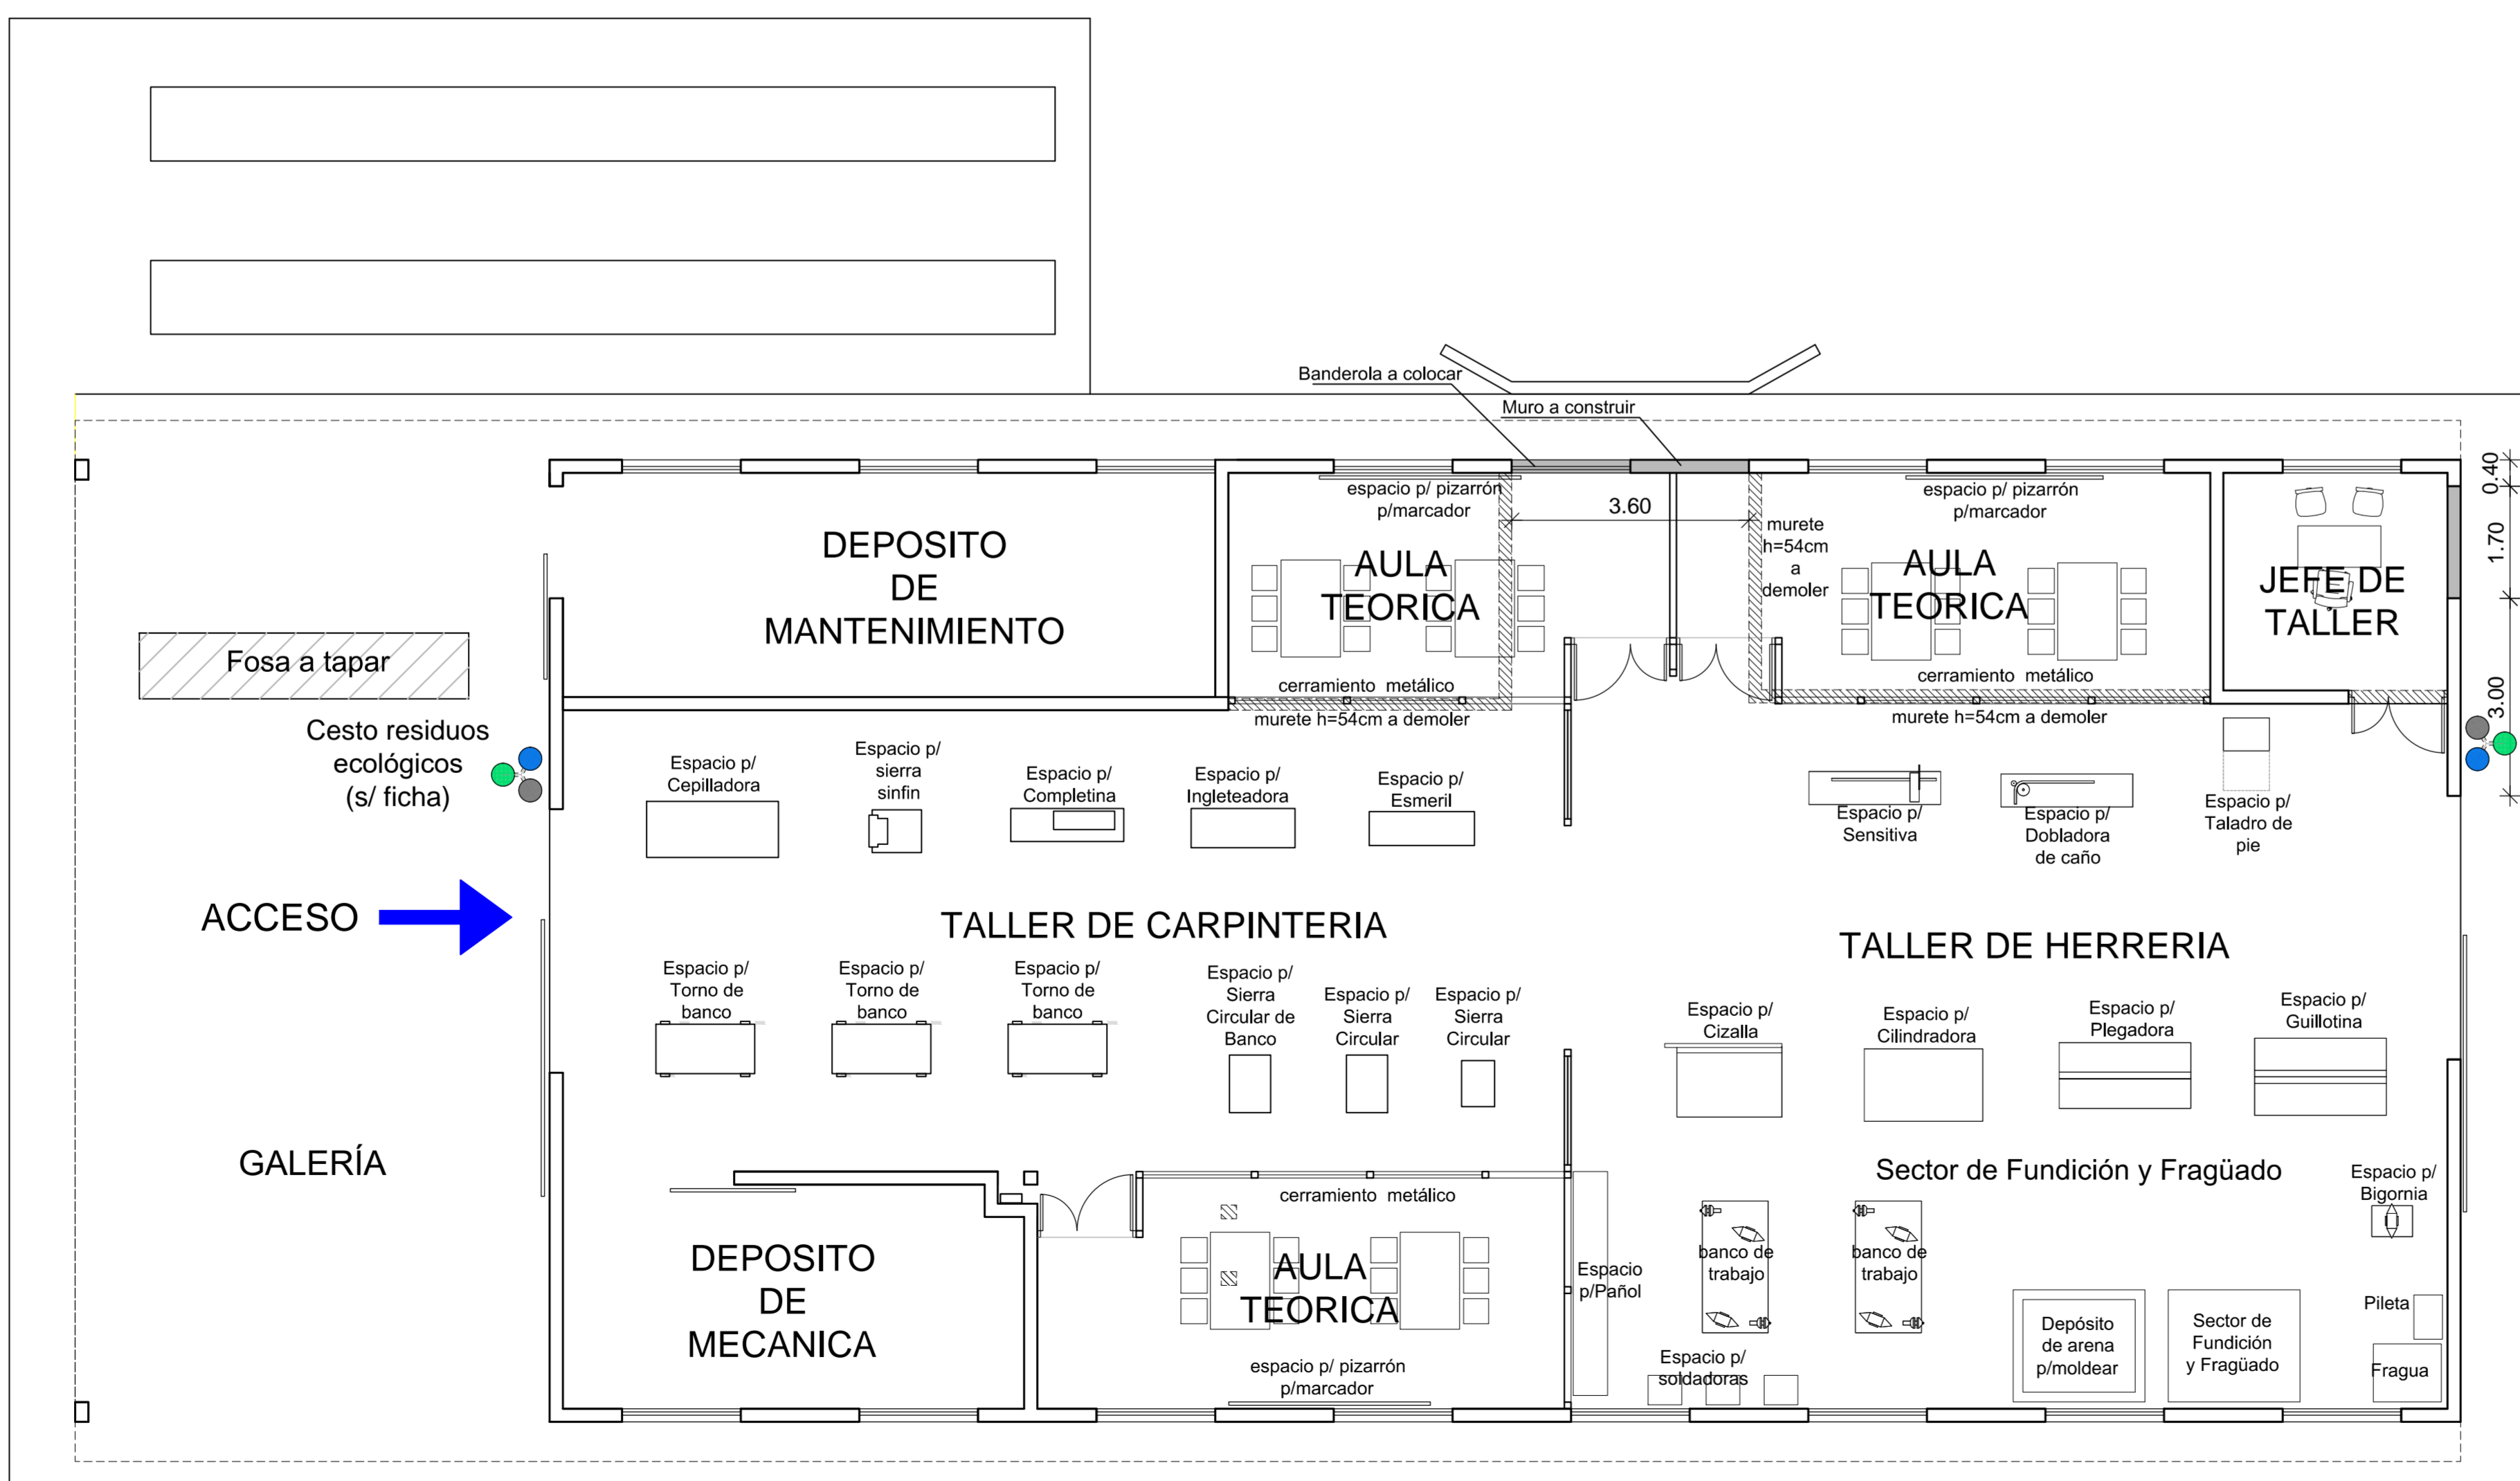 Banderola a colocar
Muro a construir
0.40
1.70
3.00
3.60
espacio p/ pizarrón
p/marcador
espacio p/ pizarrón
p/marcador
murete
h=54cm
a
demoler
DEPOSITO
DE
MANTENIMIENTO
AULA
TEORICA
AULA
TEORICA
JEFE DE
TALLER
Fosa a tapar
cerramiento metálico
murete h=54cm a demoler
cerramiento metálico
murete h=54cm a demoler
Cesto residuos
ecológicos
(s/ ficha)
Espacio p/
Cepilladora
Espacio p/
sierra
sinfin
Espacio p/
Completina
Espacio p/
Ingleteadora
Espacio p/
Esmeril
Espacio p/
Sensitiva
Espacio p/
Dobladora
de caño
Espacio p/
Taladro de
pie
ACCESO
TALLER DE CARPINTERIA
TALLER DE HERRERIA
Espacio p/
Torno de
banco
Espacio p/
Torno de
banco
Espacio p/
Torno de
banco
Espacio p/
Sierra
Circular de
Banco
Espacio p/
Sierra
Circular
Espacio p/
Sierra
Circular
Espacio p/
Cizalla
Espacio p/
Cilindradora
Espacio p/
Plegadora
Espacio p/
Guillotina
GALERÍA
Sector de Fundición y Fragüado
Espacio p/
Bigornia
cerramiento metálico
DEPOSITO
DE
MECANICA
AULA
TEORICA
espacio p/ pizarrón
p/marcador
Espacio
p/Pañol
banco de
trabajo
banco de
trabajo
Espacio p/
soldadoras
Depósito
de arena
p/moldear
Sector de
Fundición
y Fragüado
Pileta
Fragua